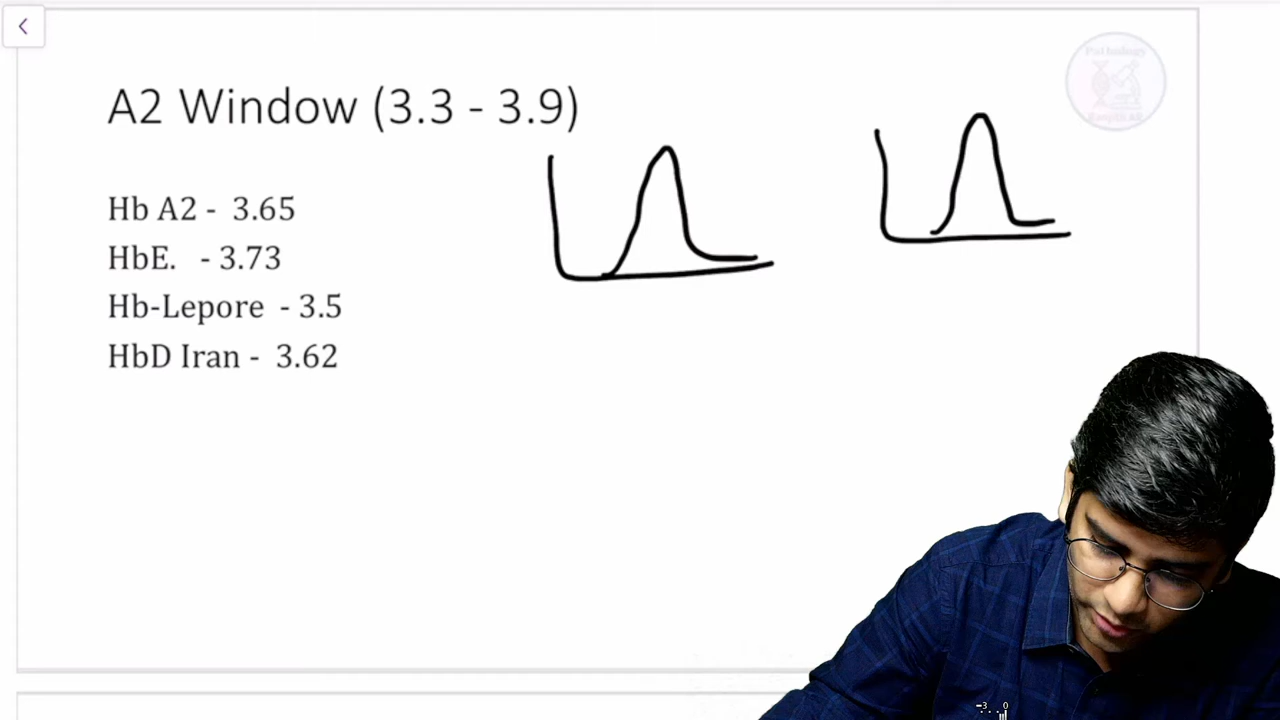 A2 Window (3.3 - 3.9)
Hb A2 - 3.65
HbE. - 3.73
Hb-Lepore - 3.5
HbD Iran - 3.62
Pathology